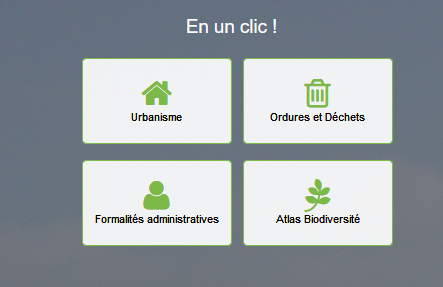 En un clic !
Urbanisme
Ordures et Déchets
Formalités administratives
Atlas Biodiversité